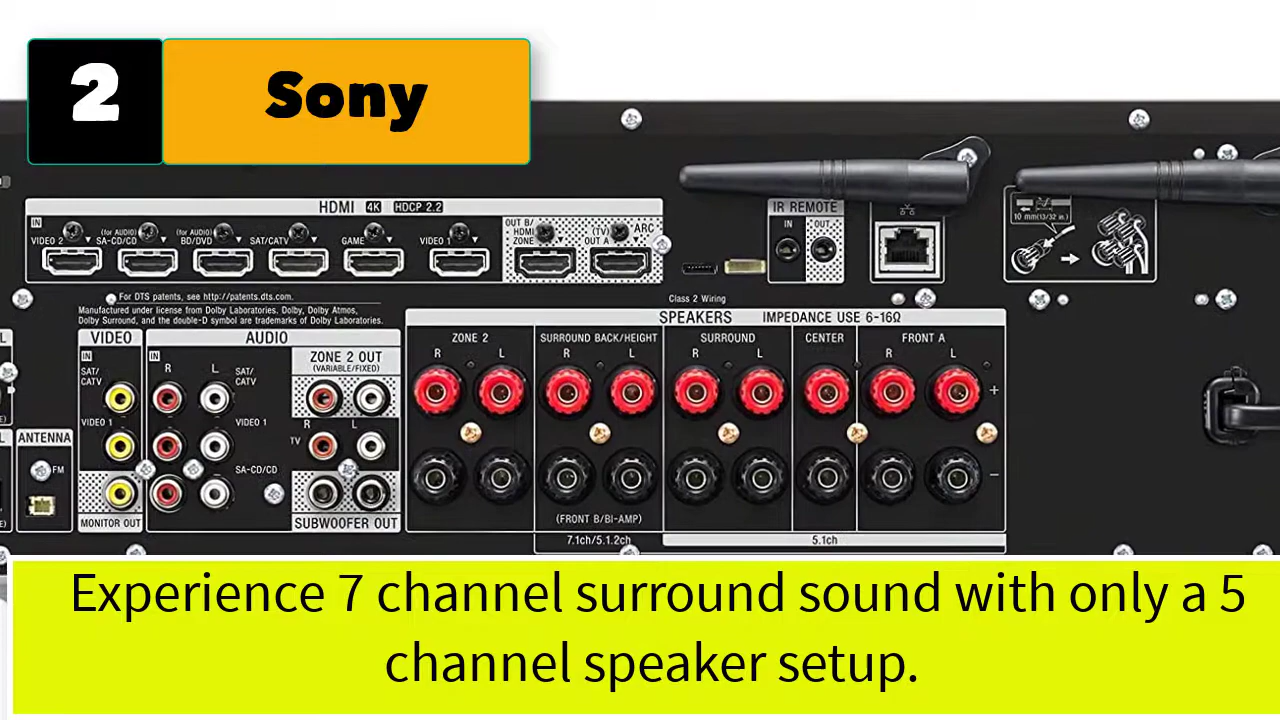 2 Sony
HDMI 4K HDCP 2.2
IN
VIDEO 2
(for AUDIO)
SA-CD/CD
(for AUDIO)
BD/DVD
SAT/CATV
GAME
VIDEO 1
OUT B/
HDMI
ZONE
(TV)
OUT A
ARC
IR REMOTE
IN OUT
10 mm(13/32 in.)
For DTS patents, see http://patents.dts.com.
Manufactured under license from Dolby Laboratories. Dolby, Dolby Atmos,
Dolby Surround, and the double-D symbol are trademarks of Dolby Laboratories.
Class 2 Wiring
SPEAKERS IMPEDANCE USE 6-16Ω
ZONE 2
R L
SURROUND BACK/HEIGHT
R L
SURROUND
R L
CENTER
FRONT A
R L
+
−
(FRONT B/BI-AMP)
7.1ch/5.1.2ch
5.1ch
VIDEO
IN
SAT/
CATV
VIDEO 1
MONITOR OUT
AUDIO
IN
R L
SAT/
CATV
VIDEO 1
SA-CD/CD
ZONE 2 OUT
(VARIABLE/FIXED)
R L
TV
SUBWOOFER OUT
ANTENNA
FM
Experience 7 channel surround sound with only a 5
channel speaker setup.